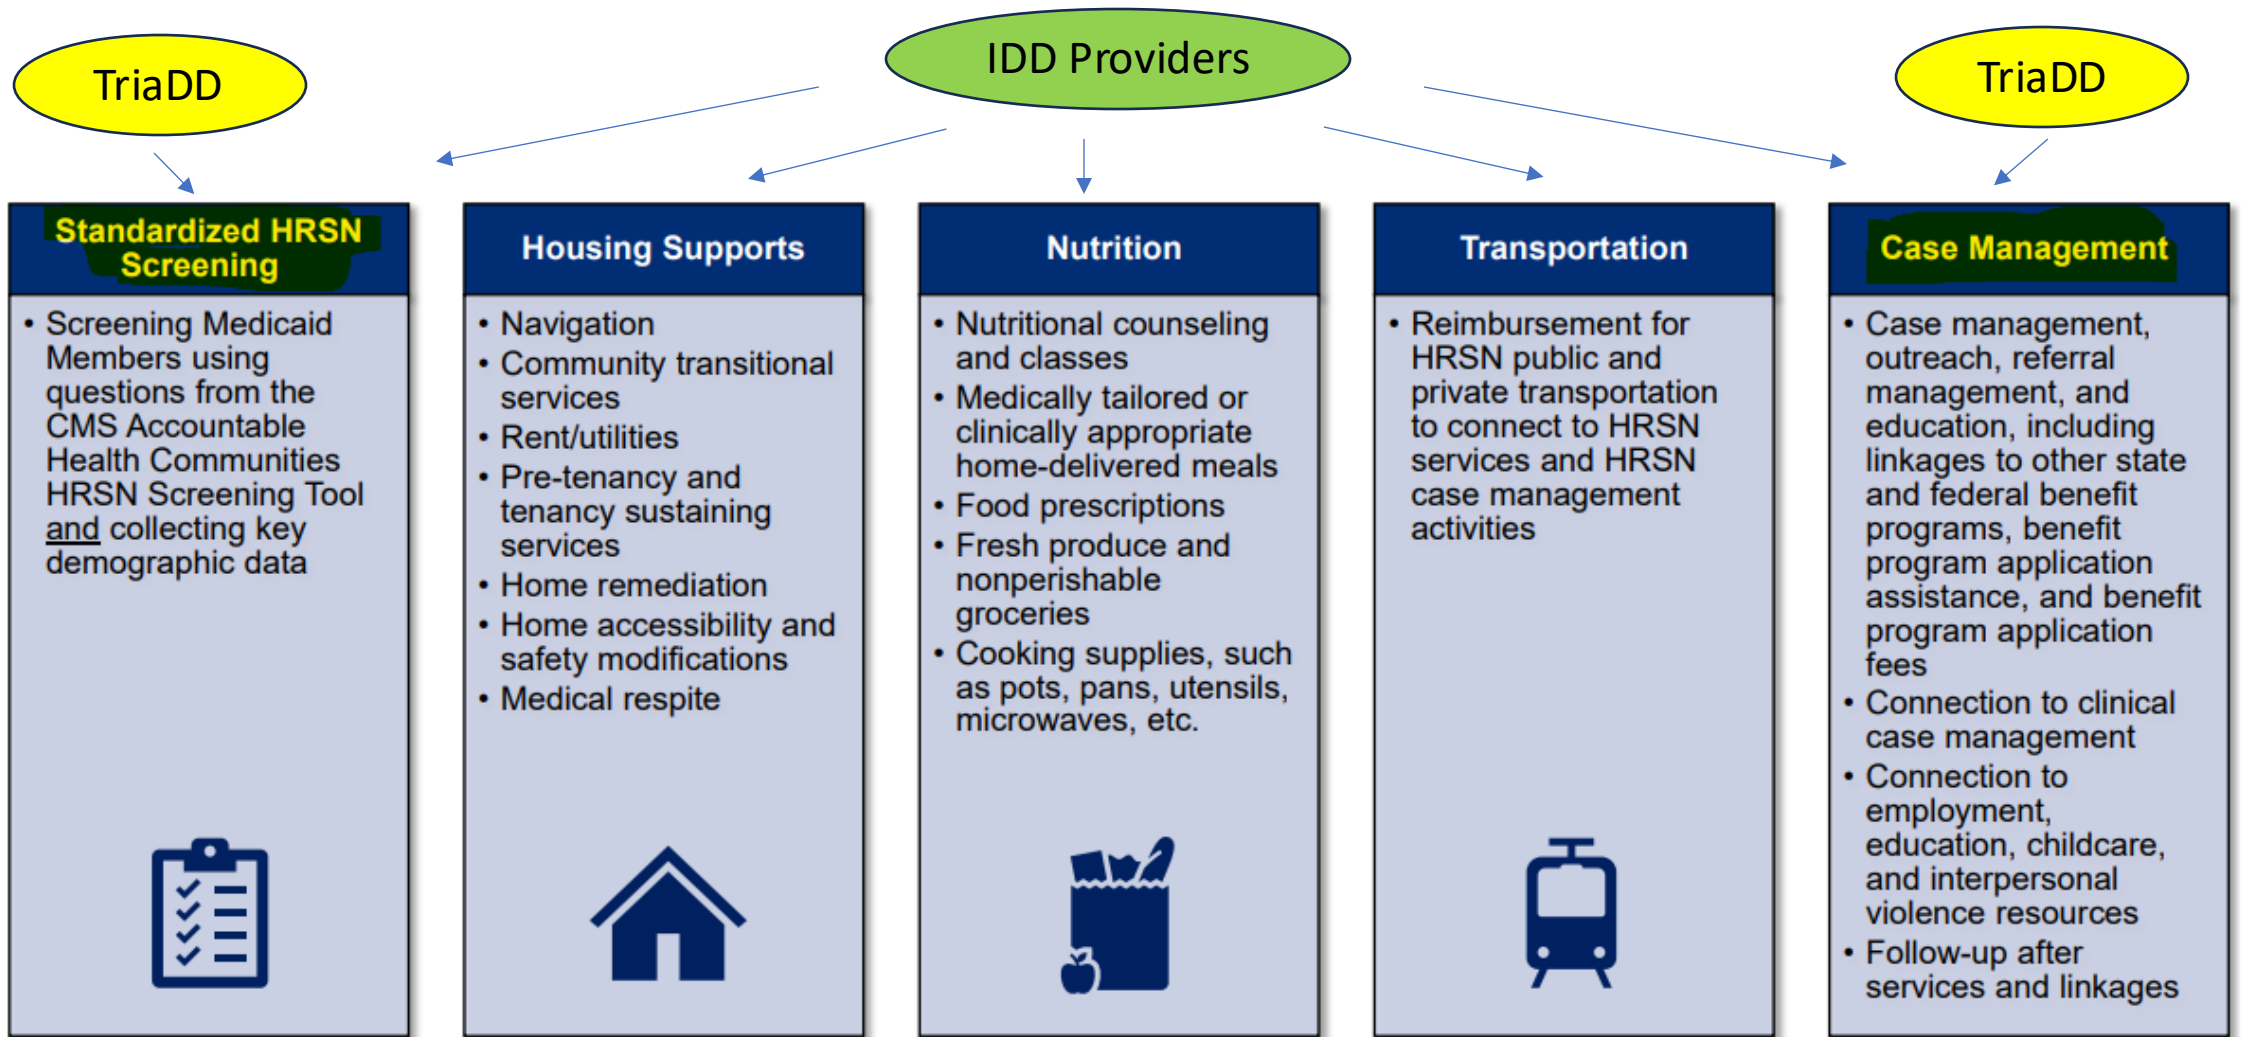 TriaDD
IDD Providers
TriaDD
Standardized HRSN
Screening
• Screening Medicaid
Members using
questions from the
CMS Accountable
Health Communities
HRSN Screening Tool
and collecting key
demographic data
Housing Supports
• Navigation
• Community transitional
services
• Rent/utilities
• Pre-tenancy and
tenancy sustaining
services
• Home remediation
• Home accessibility and
safety modifications
• Medical respite
Nutrition
• Nutritional counseling
and classes
• Medically tailored or
clinically appropriate
home-delivered meals
• Food prescriptions
• Fresh produce and
nonperishable
groceries
• Cooking supplies, such
as pots, pans, utensils,
microwaves, etc.
Transportation
• Reimbursement for
HRSN public and
private transportation
to connect to HRSN
services and HRSN
case management
activities
Case Management
• Case management,
outreach, referral
management, and
education, including
linkages to other state
and federal benefit
programs, benefit
program application
assistance, and benefit
program application
fees
• Connection to clinical
case management
• Connection to
employment,
education, childcare,
and interpersonal
violence resources
• Follow-up after
services and linkages